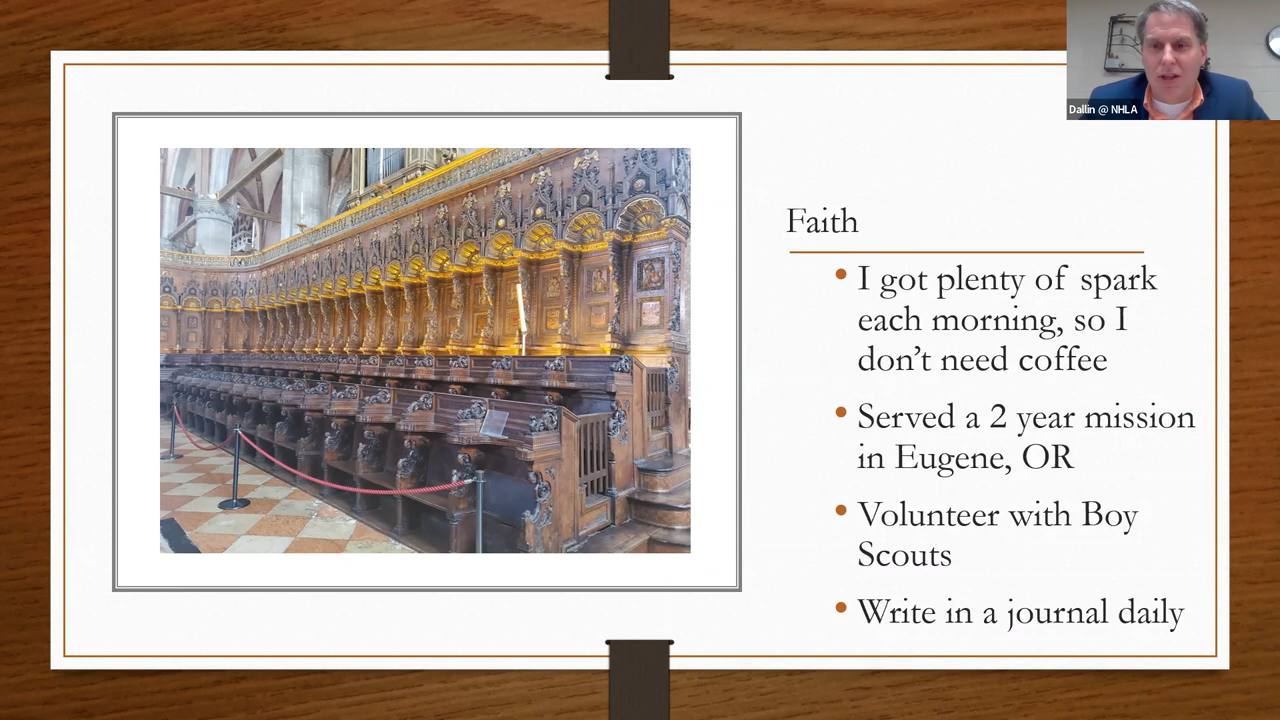 Dallin @ NHLA
Faith
• I got plenty of spark
each morning, so I
don’t need coffee
• Served a 2 year mission
in Eugene, OR
• Volunteer with Boy
Scouts
• Write in a journal daily